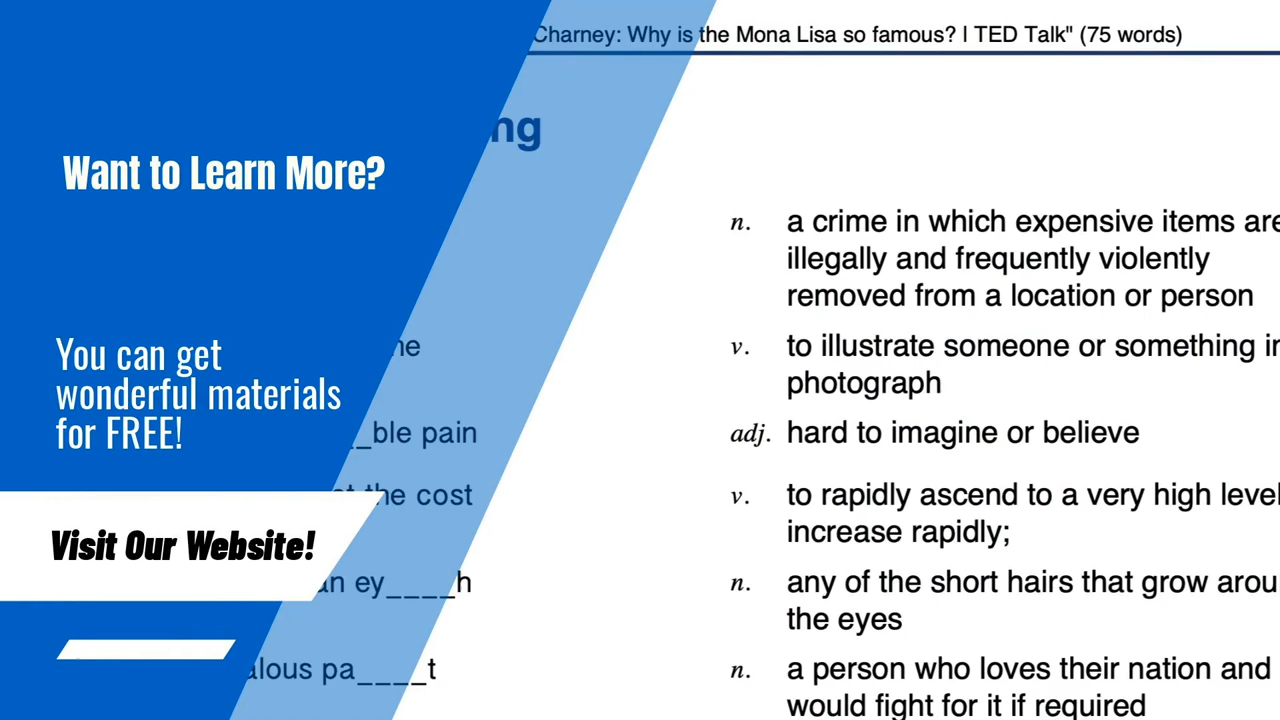 Charney: Why is the Mona Lisa so famous? | TED Talk" (75 words)
ng
Want to Learn More?
You can get
wonderful materials
for FREE!
Visit Our Website!
n. a crime in which expensive items are
illegally and frequently violently
removed from a location or person
he
v. to illustrate someone or something in
photograph
_ble pain
adj. hard to imagine or believe
the cost
v. to rapidly ascend to a very high level
increase rapidly;
an ey____h
n. any of the short hairs that grow arou
the eyes
alous pa____t
n. a person who loves their nation and
would fight for it if required